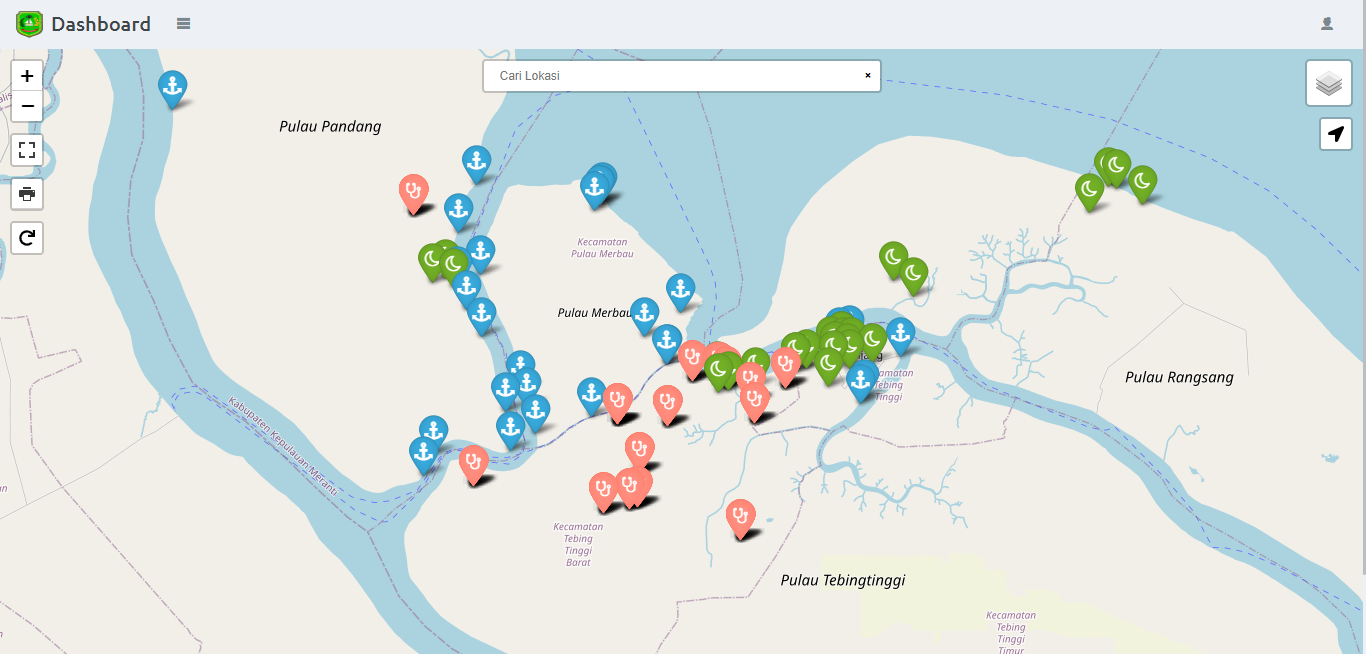 Dashboard
Cari Lokasi
×
+
−
Pulau Pandang
Kecamatan
Pulau Merbau
Pulau Merbau
Kecamatan
Tebing
Tinggi
Pulau Rangsang
Kabupaten Kepulauan Meranti
Kecamatan
Tebing
Tinggi
Barat
Pulau Tebingtinggi
Kecamatan
Tebing
Tinggi
Timur